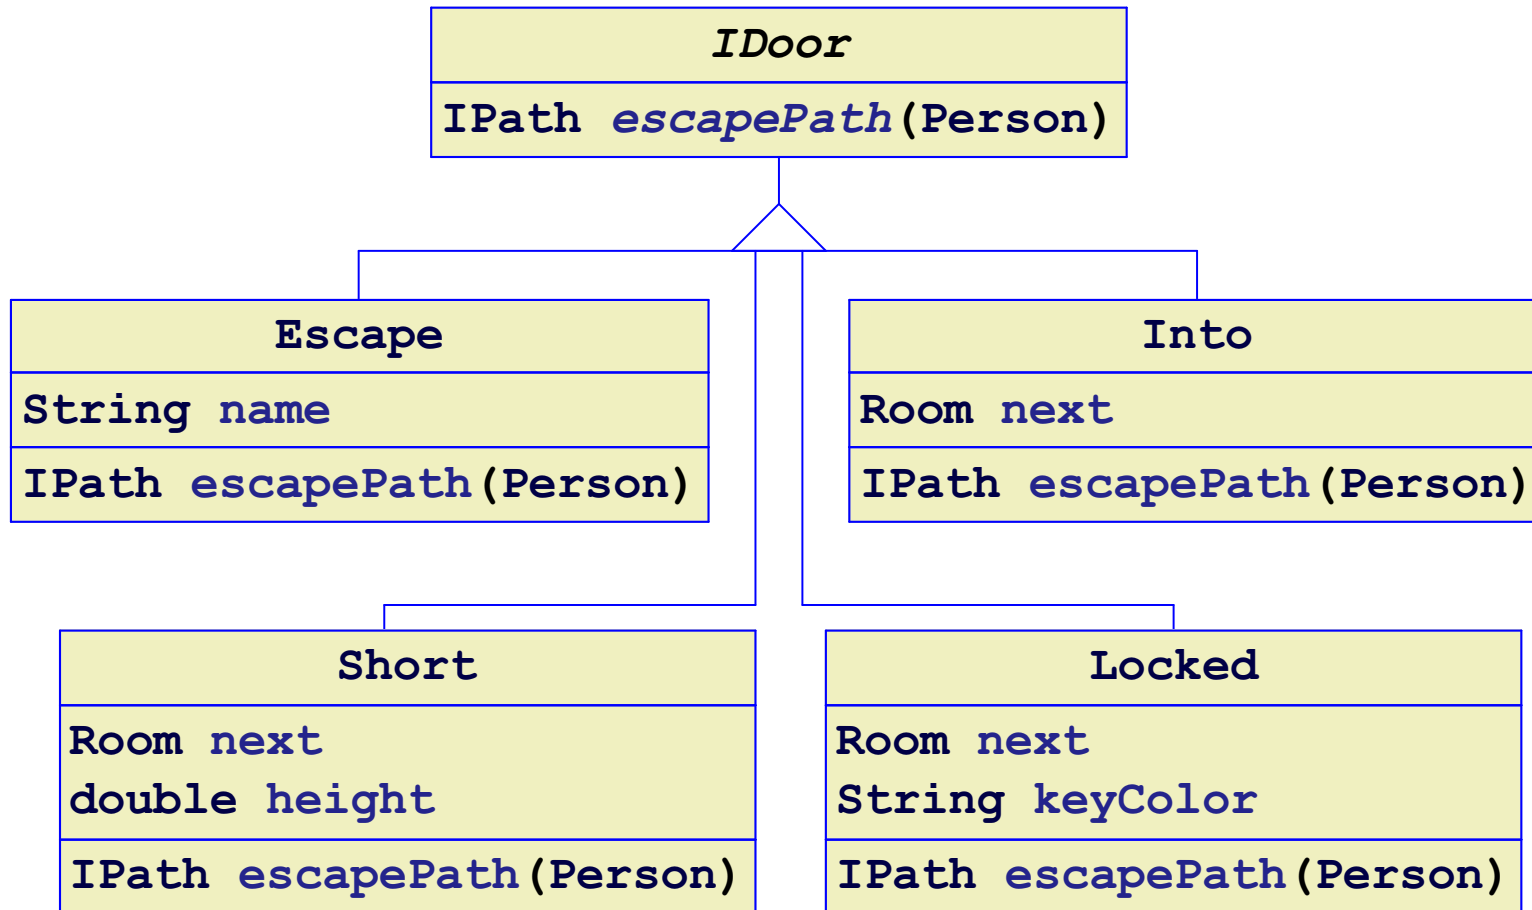 IDoor
IPath escapePath(Person)
Escape
String name
IPath escapePath(Person)
Into
Room next
IPath escapePath(Person)
Short
Room next
double height
IPath escapePath(Person)
Locked
Room next
String keyColor
IPath escapePath(Person)